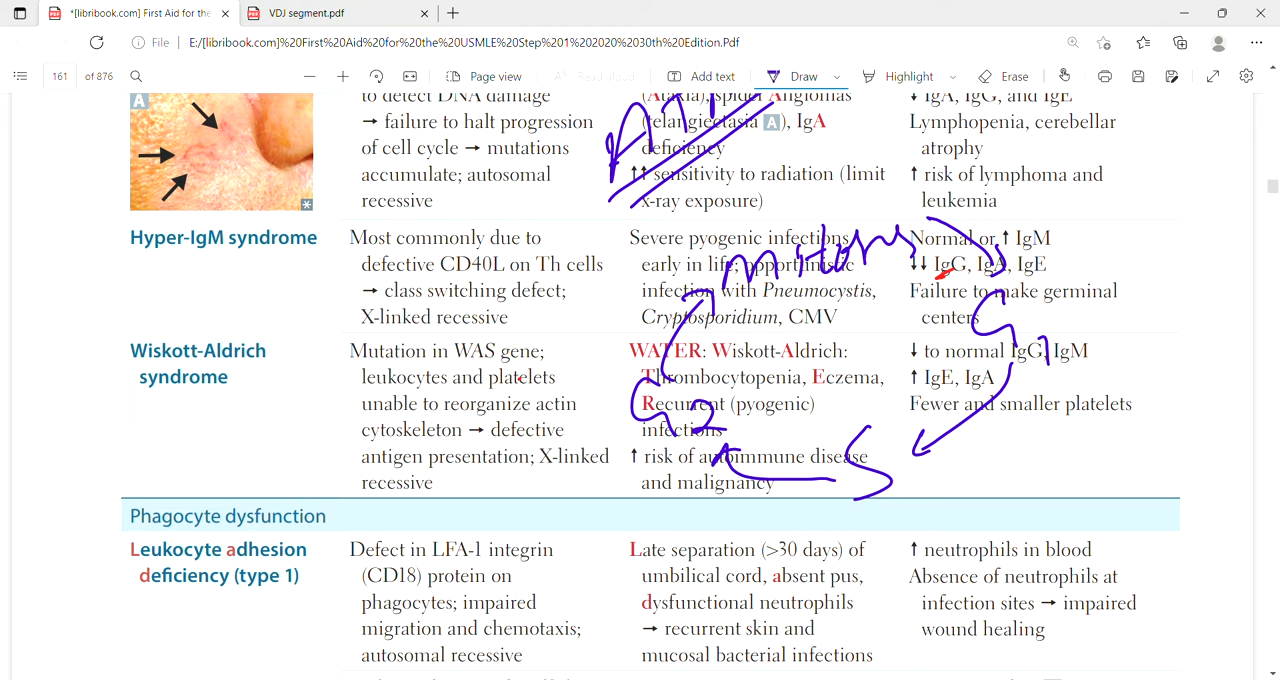 *[libribook.com] First Aid for the
VDJ segment.pdf
File
E:/[libribook.com]%20First%20Aid%20for%20the%20USMLE%20Step%201%202020%2030th%20Edition.Pdf
161 of 876
Page view
Read aloud
Add text
Draw
Highlight
Erase
A
to detect DNA damage
→ failure to halt progression
of cell cycle → mutations
accumulate; autosomal
recessive
(Ataxia), spider Angiomas
(telangiectasia A), IgA
deficiency
↑↑ sensitivity to radiation (limit
x-ray exposure)
↓ IgA, IgG, and IgE
Lymphopenia, cerebellar
atrophy
↑ risk of lymphoma and
leukemia
Hyper-IgM syndrome
Most commonly due to
defective CD40L on Th cells
→ class switching defect;
X-linked recessive
Severe pyogenic infections
early in life; opportunistic
infection with Pneumocystis,
Cryptosporidium, CMV
Normal or ↑ IgM
↓↓ IgG, IgA, IgE
Failure to make germinal
centers
Wiskott-Aldrich
syndrome
Mutation in WAS gene;
leukocytes and platelets
unable to reorganize actin
cytoskeleton → defective
antigen presentation; X-linked
recessive
WATER: Wiskott-Aldrich:
Thrombocytopenia, Eczema,
Recurrent (pyogenic)
infections
↑ risk of autoimmune disease
and malignancy
↓ to normal IgG, IgM
↑ IgE, IgA
Fewer and smaller platelets
G1
S
G2
Phagocyte dysfunction
Leukocyte adhesion
deficiency (type 1)
Defect in LFA-1 integrin
(CD18) protein on
phagocytes; impaired
migration and chemotaxis;
autosomal recessive
Late separation (>30 days) of
umbilical cord, absent pus,
dysfunctional neutrophils
→ recurrent skin and
mucosal bacterial infections
↑ neutrophils in blood
Absence of neutrophils at
infection sites → impaired
wound healing